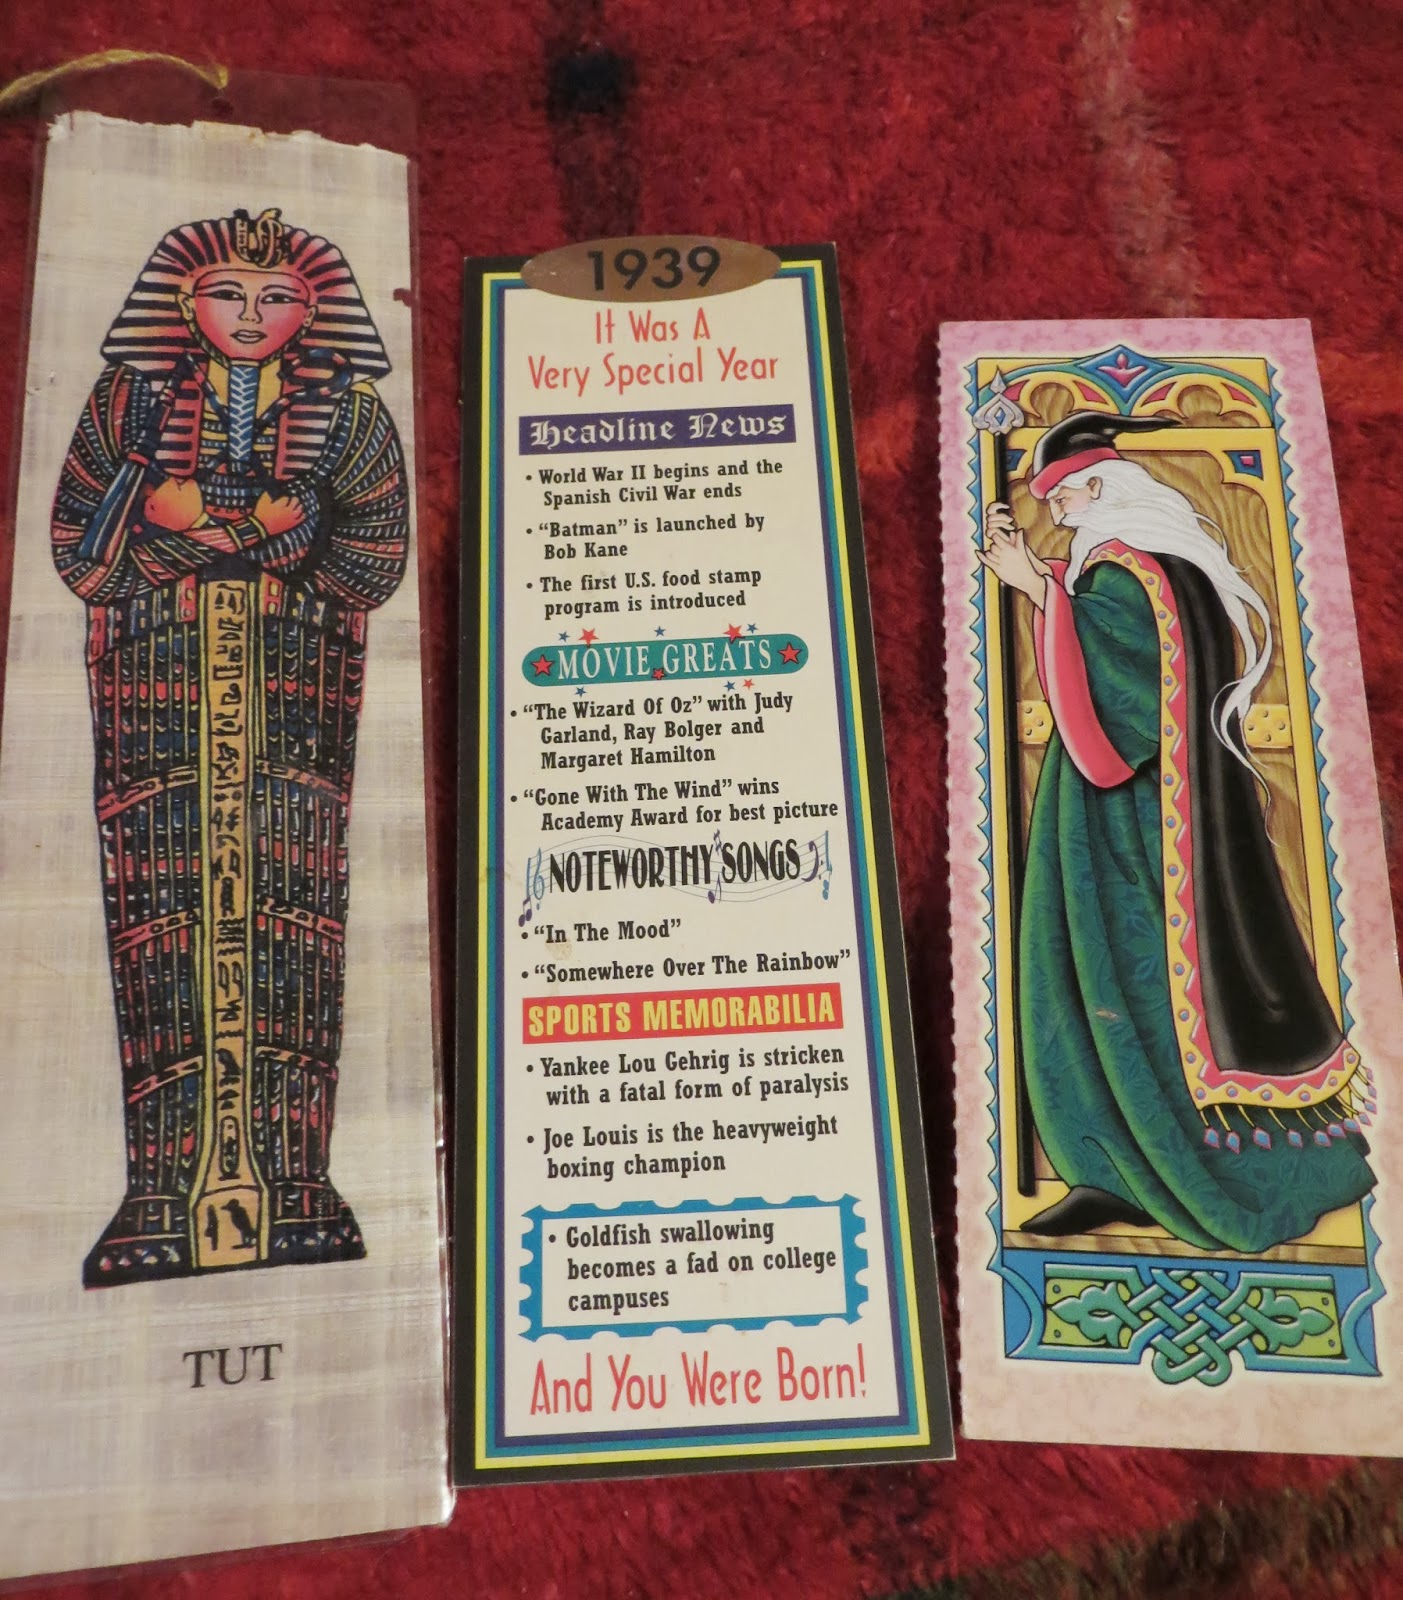 TUT
1939
It Was A
Very Special Year
Headline News
• World War II begins and the
Spanish Civil War ends
• "Batman" is launched by
Bob Kane
• The first U.S. food stamp
program is introduced
MOVIE GREATS
• "The Wizard Of Oz" with Judy
Garland, Ray Bolger and
Margaret Hamilton
• "Gone With The Wind" wins
Academy Award for best picture
NOTEWORTHY SONGS
• "In The Mood"
• "Somewhere Over The Rainbow"
SPORTS MEMORABILIA
• Yankee Lou Gehrig is stricken
with a fatal form of paralysis
• Joe Louis is the heavyweight
boxing champion
• Goldfish swallowing
becomes a fad on college
campuses
And You Were Born!